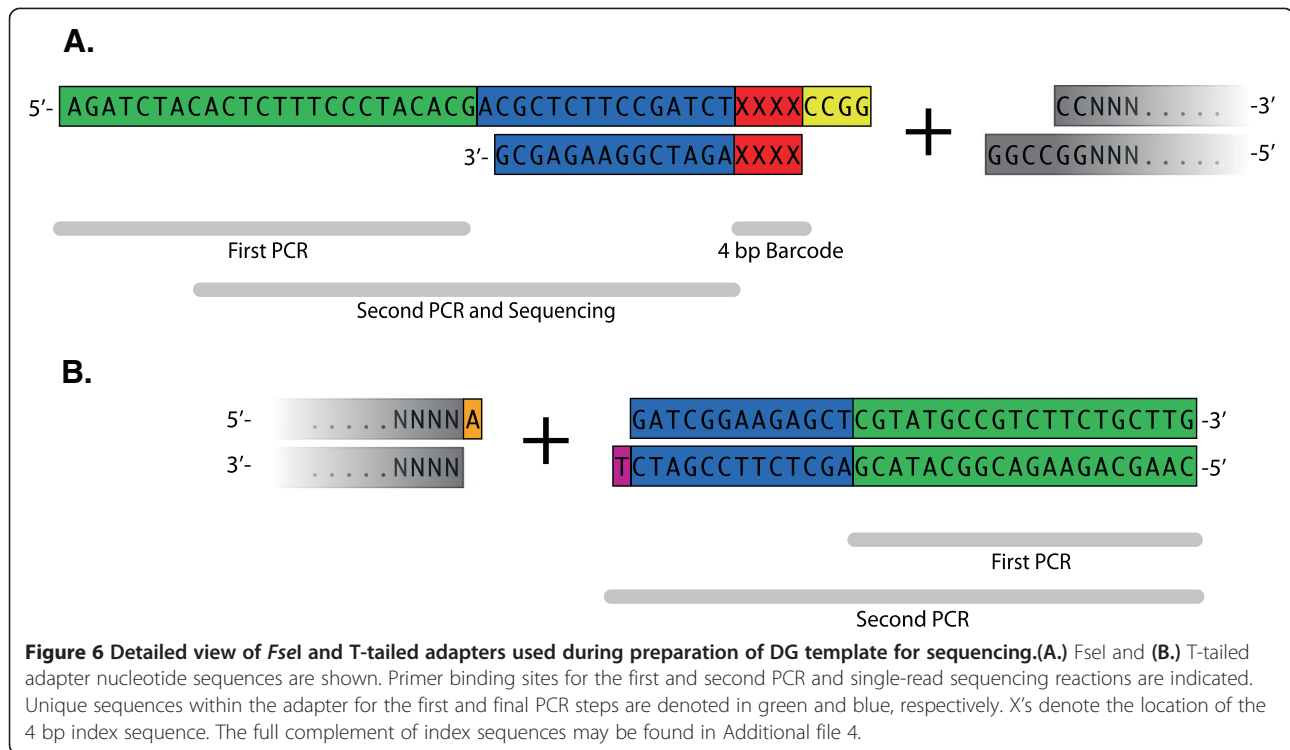 A.
5’- AGATCTACACTCTTTCCCTACACGACGCTCTTCCGATCTXXXXCCGG + CCNNN..... -3’
3’- GCGAGAAGGCTAGAXXXX GGCCGGNNN..... -5’
First PCR 4 bp Barcode
Second PCR and Sequencing
B.
5’- .....NNNNA + GATCGGAAGAGCTCGTATGCCGTCTTCTGCTTG -3’
3’- .....NNNN TCTAGCCTTCTCGAGCATACGGCAGAAGACGAAC -5’
First PCR
Second PCR
Figure 6 Detailed view of FseI and T-tailed adapters used during preparation of DG template for sequencing.(A.) FseI and (B.) T-tailed
adapter nucleotide sequences are shown. Primer binding sites for the first and second PCR and single-read sequencing reactions are indicated.
Unique sequences within the adapter for the first and final PCR steps are denoted in green and blue, respectively. X’s denote the location of the
4 bp index sequence. The full complement of index sequences may be found in Additional file 4.